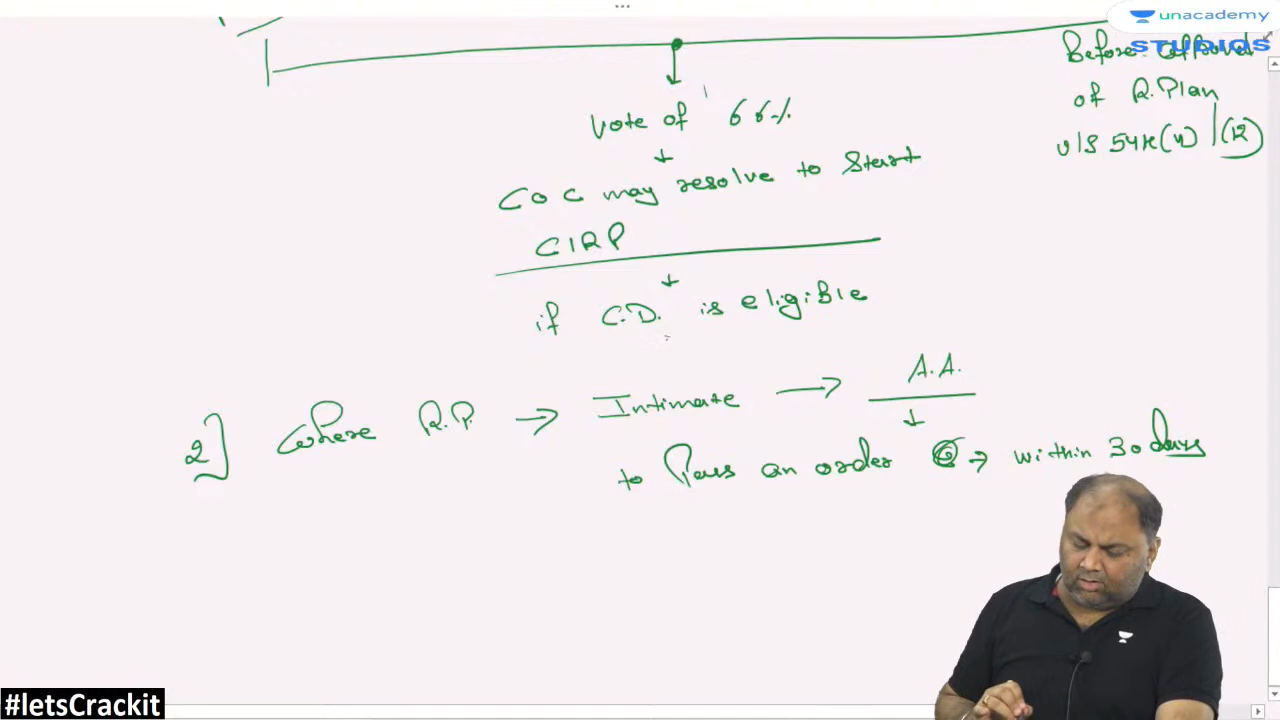 unacademy
STUDIOS
Before
of R.Plan
u/s 54K(4) / (12)
Vote of 66%
COC may resolve to Start
CIRP
if C.D. is eligible
2] Where R.P. → Intimate → A.A.
to Pass an order → within 30 days
#letsCrackit